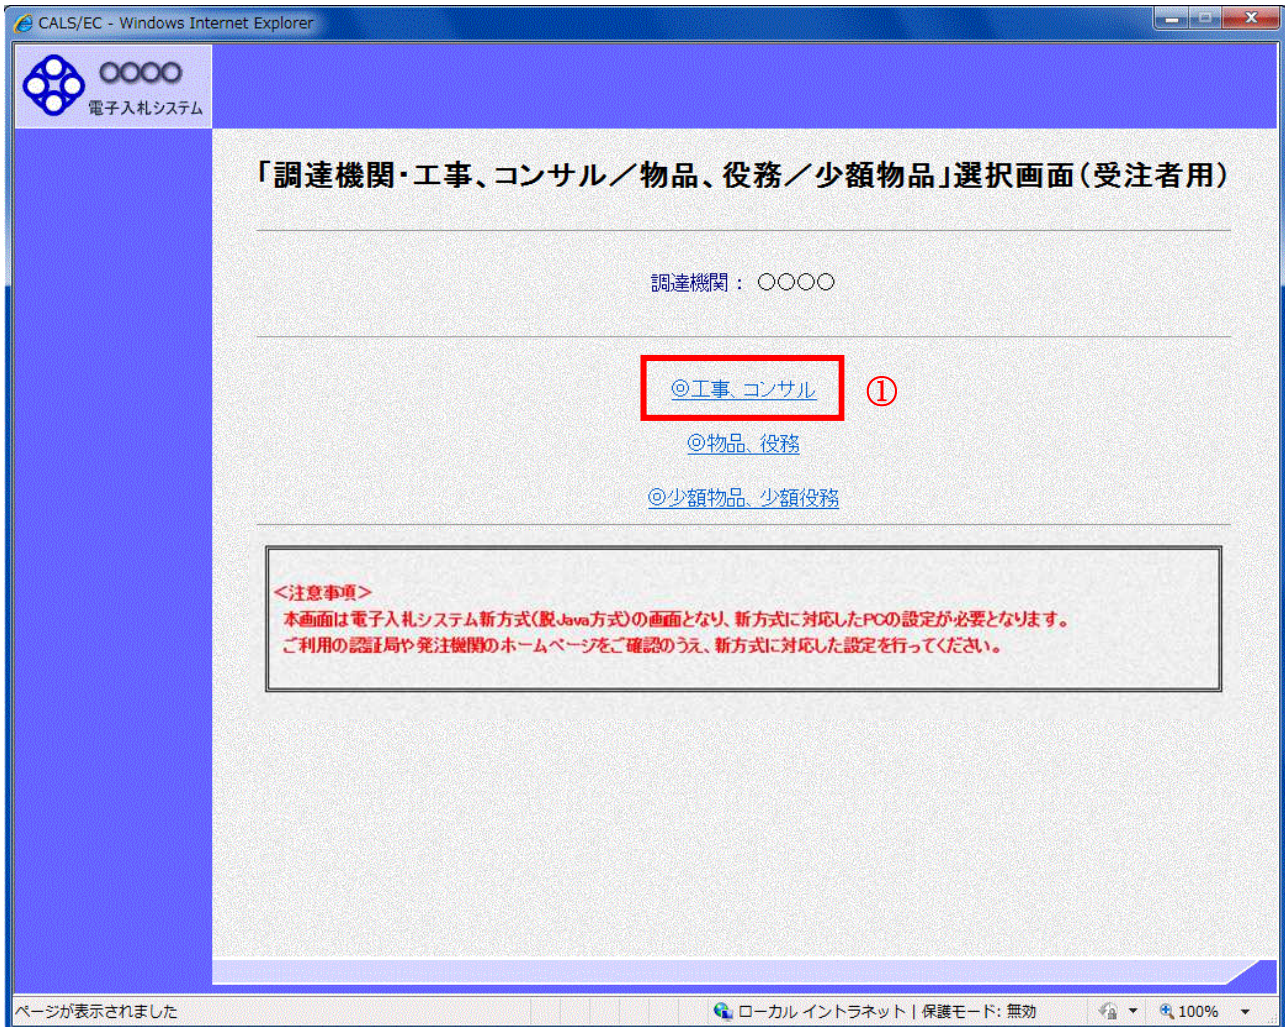 CALS/EC - Windows Internet Explorer
○○○○
電子入札システム
「調達機関・工事、コンサル／物品、役務／少額物品」選択画面(受注者用)
調達機関： ○○○○
◎工事、コンサル ①
◎物品、役務
◎少額物品、少額役務
<注意事項>
本画面は電子入札システム新方式(脱Java方式)の画面となり、新方式に対応したPCの設定が必要となります。
ご利用の認証局や発注機関のホームページをご確認のうえ、新方式に対応した設定を行ってください。
ページが表示されました
ローカル イントラネット | 保護モード: 無効
100%